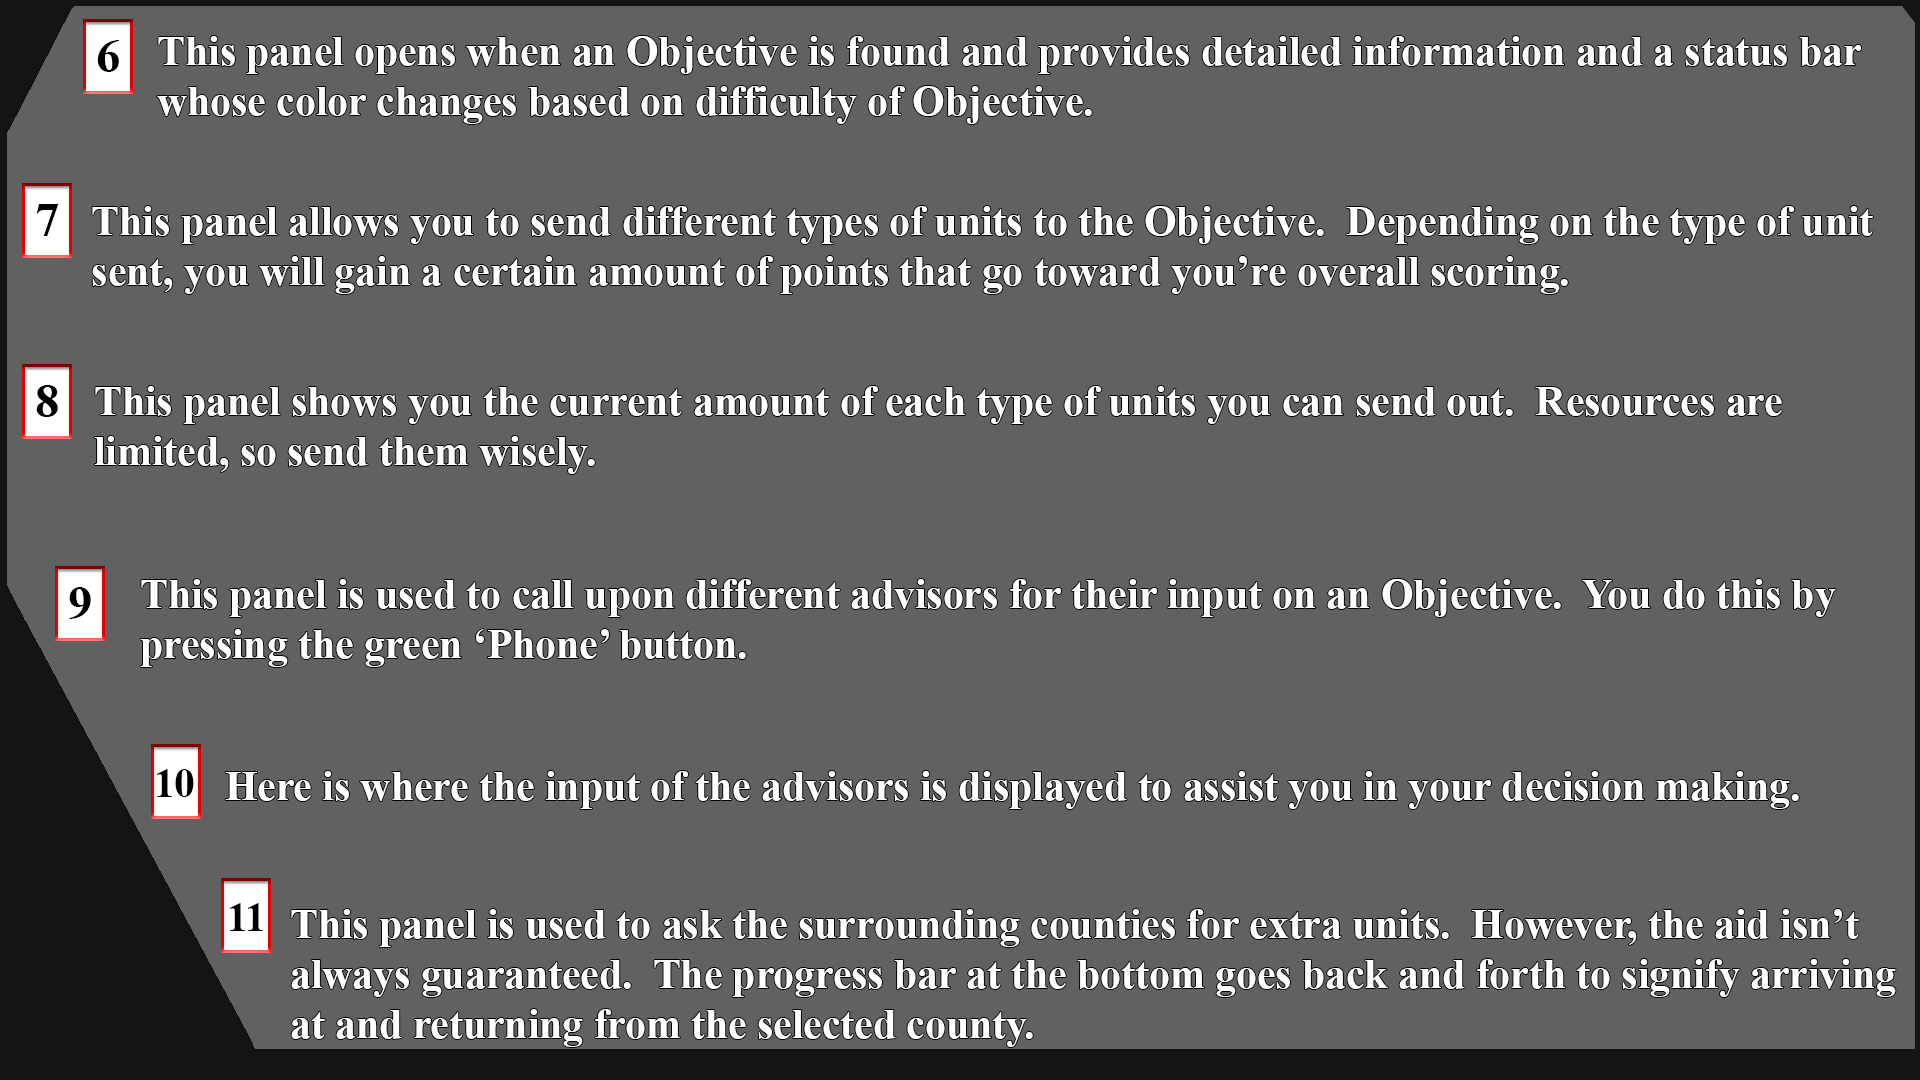 6 This panel opens when an Objective is found and provides detailed information and a status bar
whose color changes based on difficulty of Objective.
7 This panel allows you to send different types of units to the Objective.  Depending on the type of unit
sent, you will gain a certain amount of points that go toward you’re overall scoring.
8 This panel shows you the current amount of each type of units you can send out.  Resources are
limited, so send them wisely.
9 This panel is used to call upon different advisors for their input on an Objective.  You do this by
pressing the green ‘Phone’ button.
10 Here is where the input of the advisors is displayed to assist you in your decision making.
11 This panel is used to ask the surrounding counties for extra units.  However, the aid isn’t
always guaranteed.  The progress bar at the bottom goes back and forth to signify arriving
at and returning from the selected county.